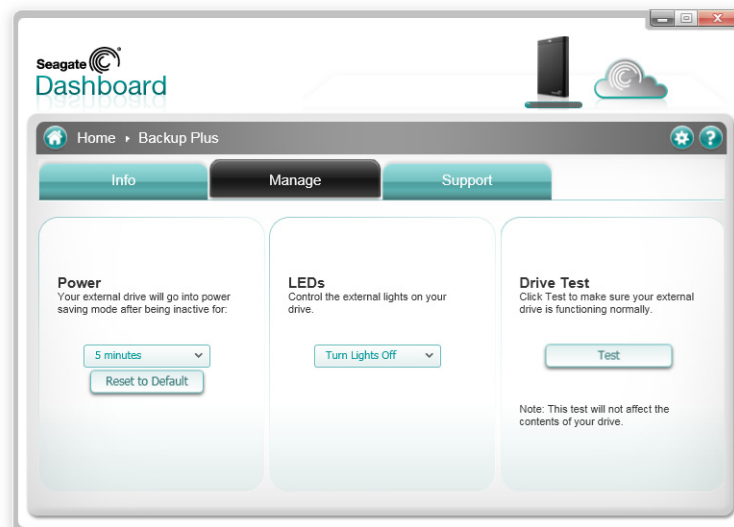 Seagate
Dashboard
Home ▸ Backup Plus
?
Info
Manage
Support
Power
Your external drive will go into power
saving mode after being inactive for:
5 minutes
Reset to Default
LEDs
Control the external lights on your
drive.
Turn Lights Off
Drive Test
Click Test to make sure your external
drive is functioning normally.
Test
Note: This test will not affect the
contents of your drive.